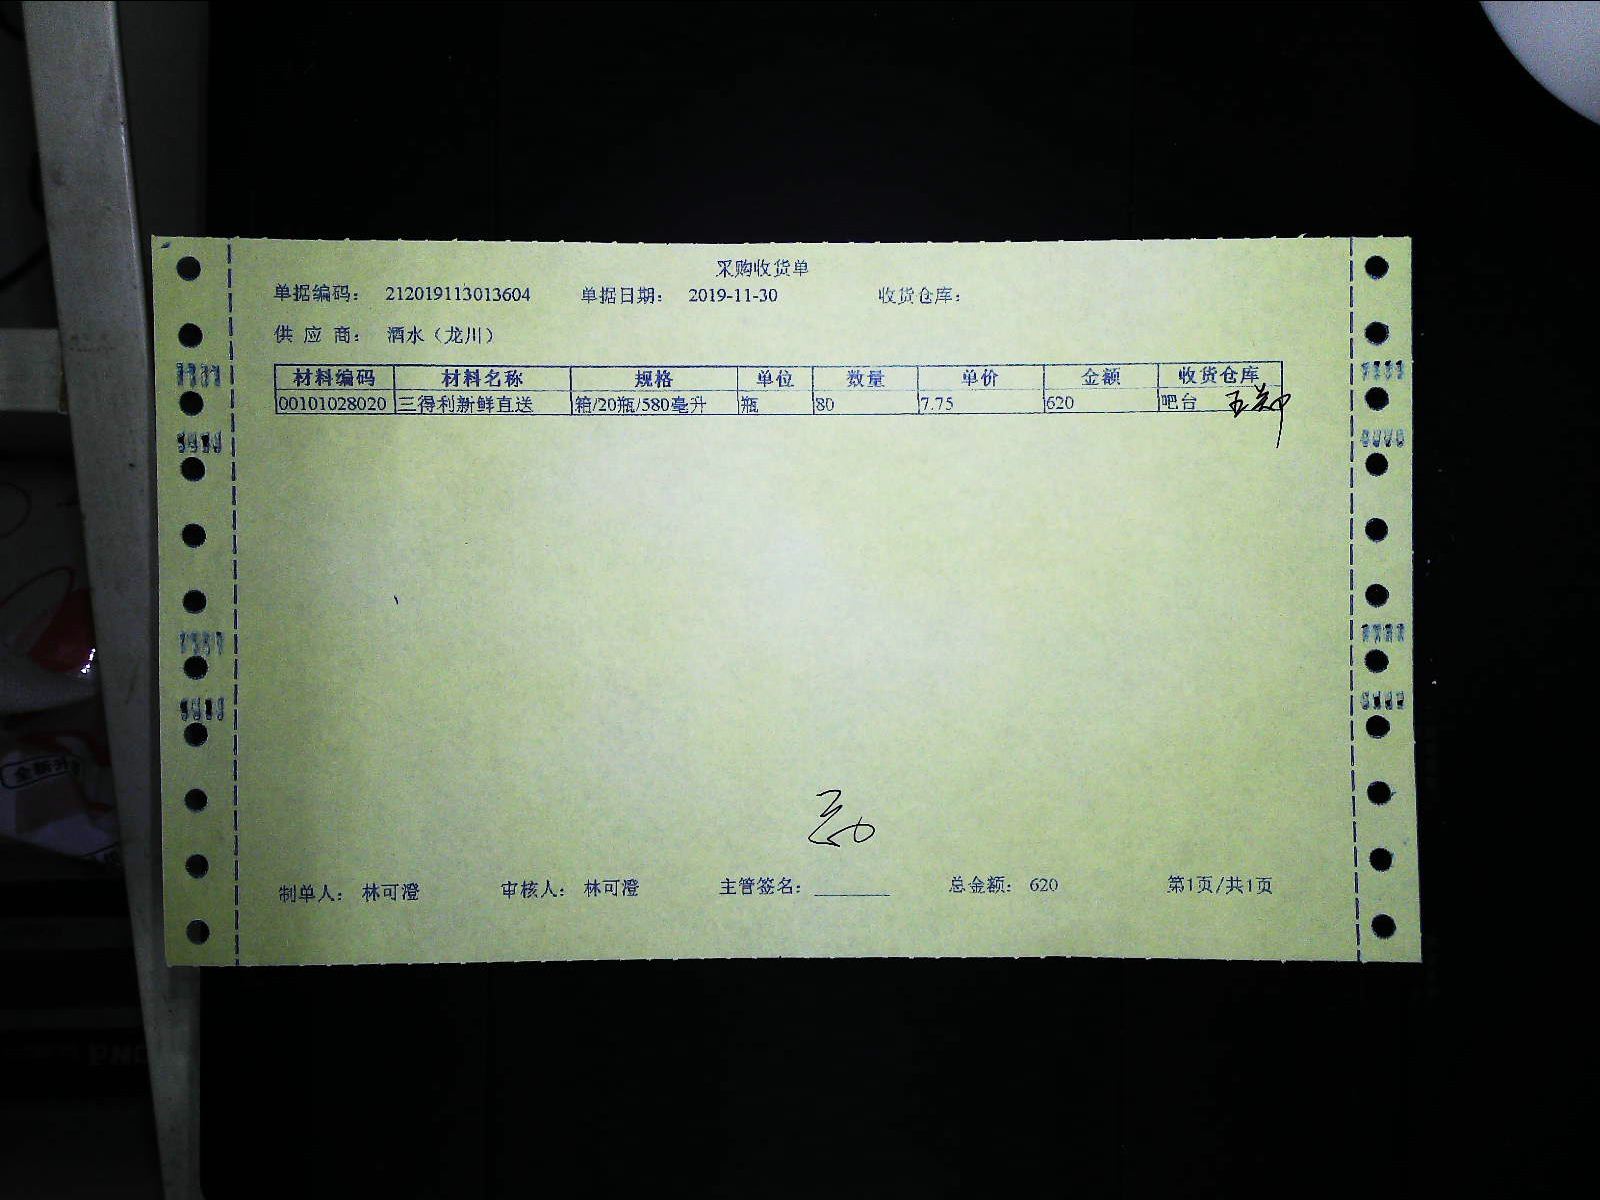 采购收货单
单据编码： 212019113013604 单据日期： 2019-11-30 收货仓库：
供 应 商： 酒水（龙川）
材料编码 材料名称 规格 单位 数量 单价 金额 收货仓库
00101028020 三得利新鲜直送 箱/20瓶/580毫升 瓶 80 7.75 620 吧台
制单人： 林可澄 审核人： 林可澄 主管签名： 总金额： 620 第1页/共1页
全新升